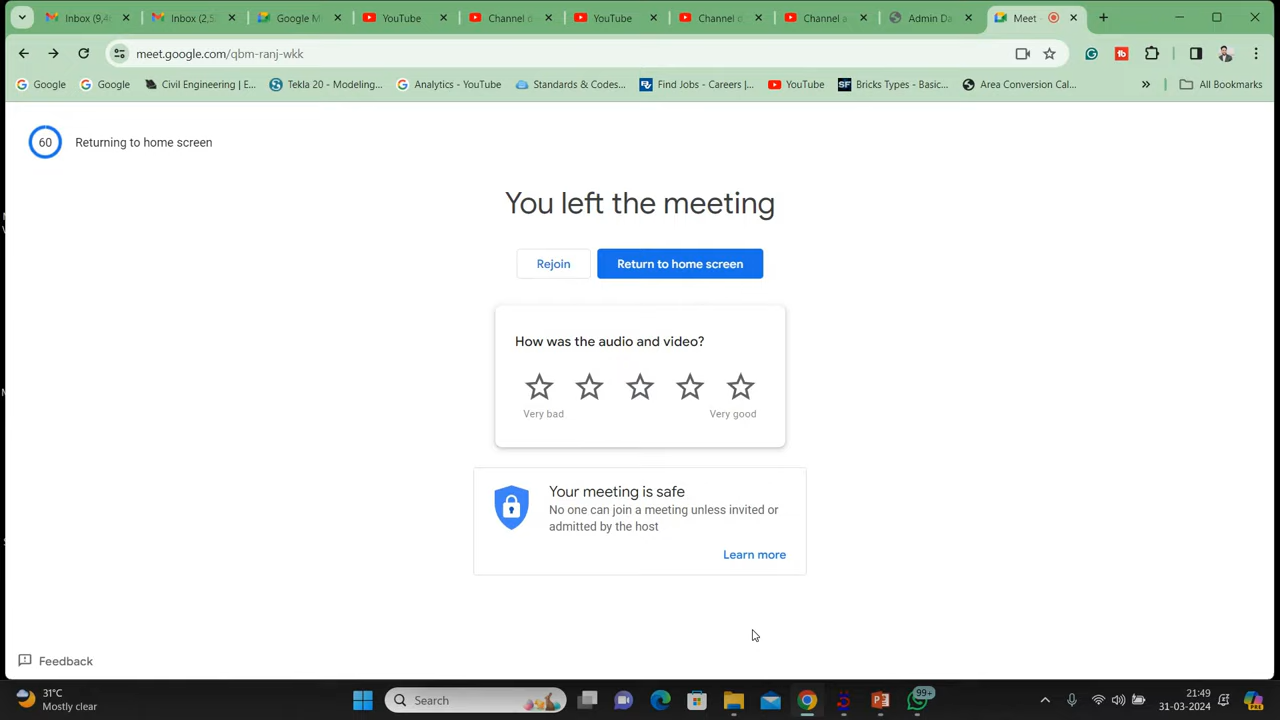 Inbox (9,4
Inbox (2,5
Google M
YouTube
Channel d
YouTube
Channel d
Channel a
Admin Da
Meet
meet.google.com/qbm-ranj-wkk
Google
Google
Civil Engineering | E...
Tekla 20 - Modeling...
Analytics - YouTube
Standards & Codes...
Find Jobs - Careers |...
YouTube
SF
Bricks Types - Basic...
Area Conversion Cal...
»
All Bookmarks
60
Returning to home screen
You left the meeting
Rejoin
Return to home screen
How was the audio and video?
Very bad
Very good
Your meeting is safe
No one can join a meeting unless invited or
admitted by the host
Learn more
Feedback
31°C
Mostly clear
Search
99+
21:49
31-03-2024